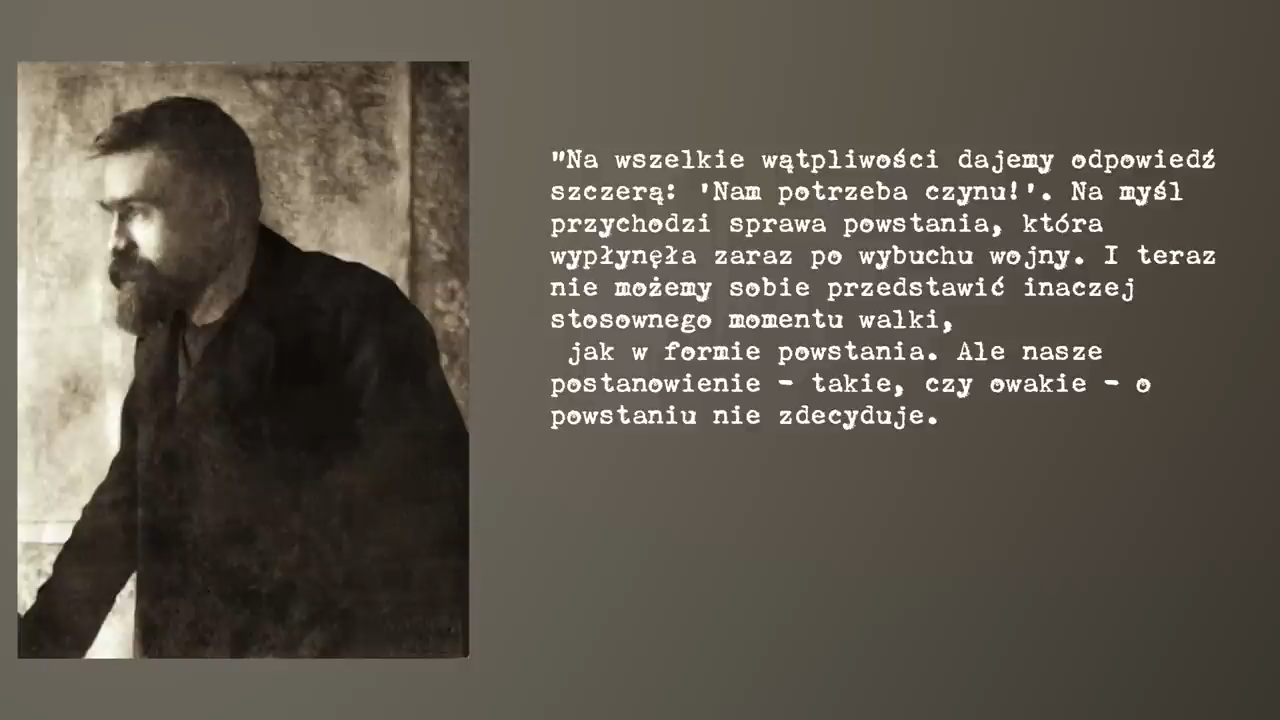 "Na wszelkie wątpliwości dajemy odpowiedź
szczerą: 'Nam potrzeba czynu!'. Na myśl
przychodzi sprawa powstania, która
wypłynęła zaraz po wybuchu wojny. I teraz
nie możemy sobie przedstawić inaczej
stosownego momentu walki,
jak w formie powstania. Ale nasze
postanowienie - takie, czy owakie - o
powstaniu nie zdecyduje.